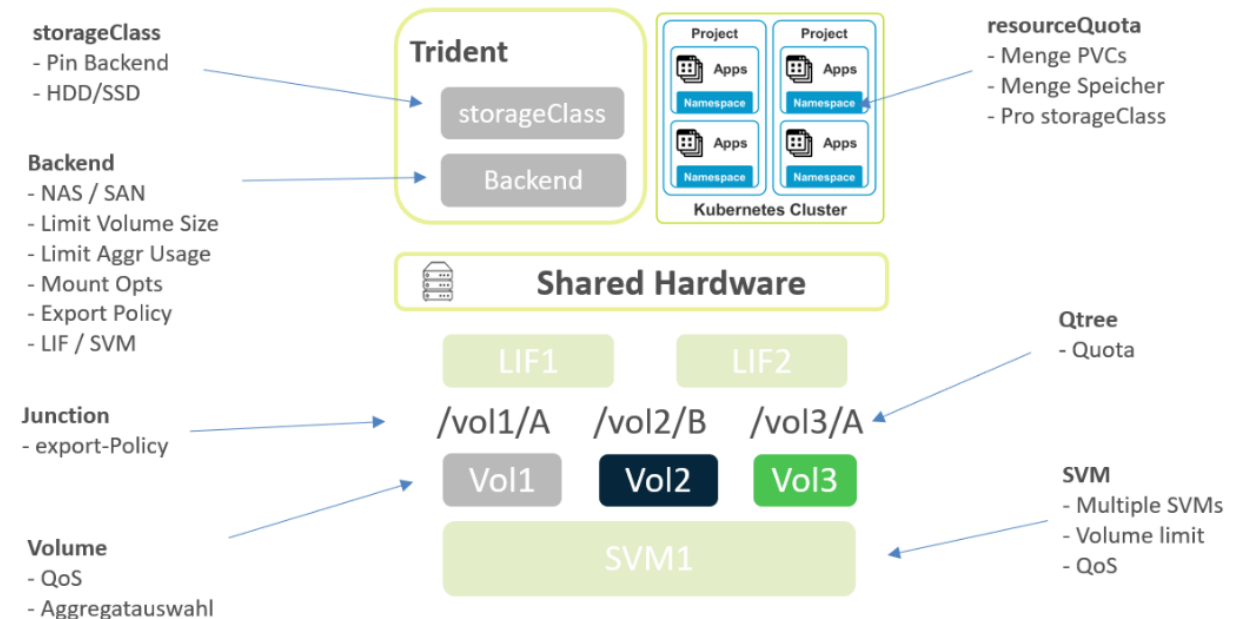 storageClass
- Pin Backend
- HDD/SSD
Backend
- NAS / SAN
- Limit Volume Size
- Limit Aggr Usage
- Mount Opts
- Export Policy
- LIF / SVM
Junction
- export-Policy
Volume
- QoS
- Aggregatauswahl
Trident
storageClass
Backend
Project
Project
Apps
Apps
Namespace
Namespace
Apps
Apps
Namespace
Namespace
Kubernetes Cluster
Shared Hardware
LIF1
LIF2
/vol1/A
/vol2/B
/vol3/A
Vol1
Vol2
Vol3
SVM1
resourceQuota
- Menge PVCs
- Menge Speicher
- Pro storageClass
Qtree
- Quota
SVM
- Multiple SVMs
- Volume limit
- QoS